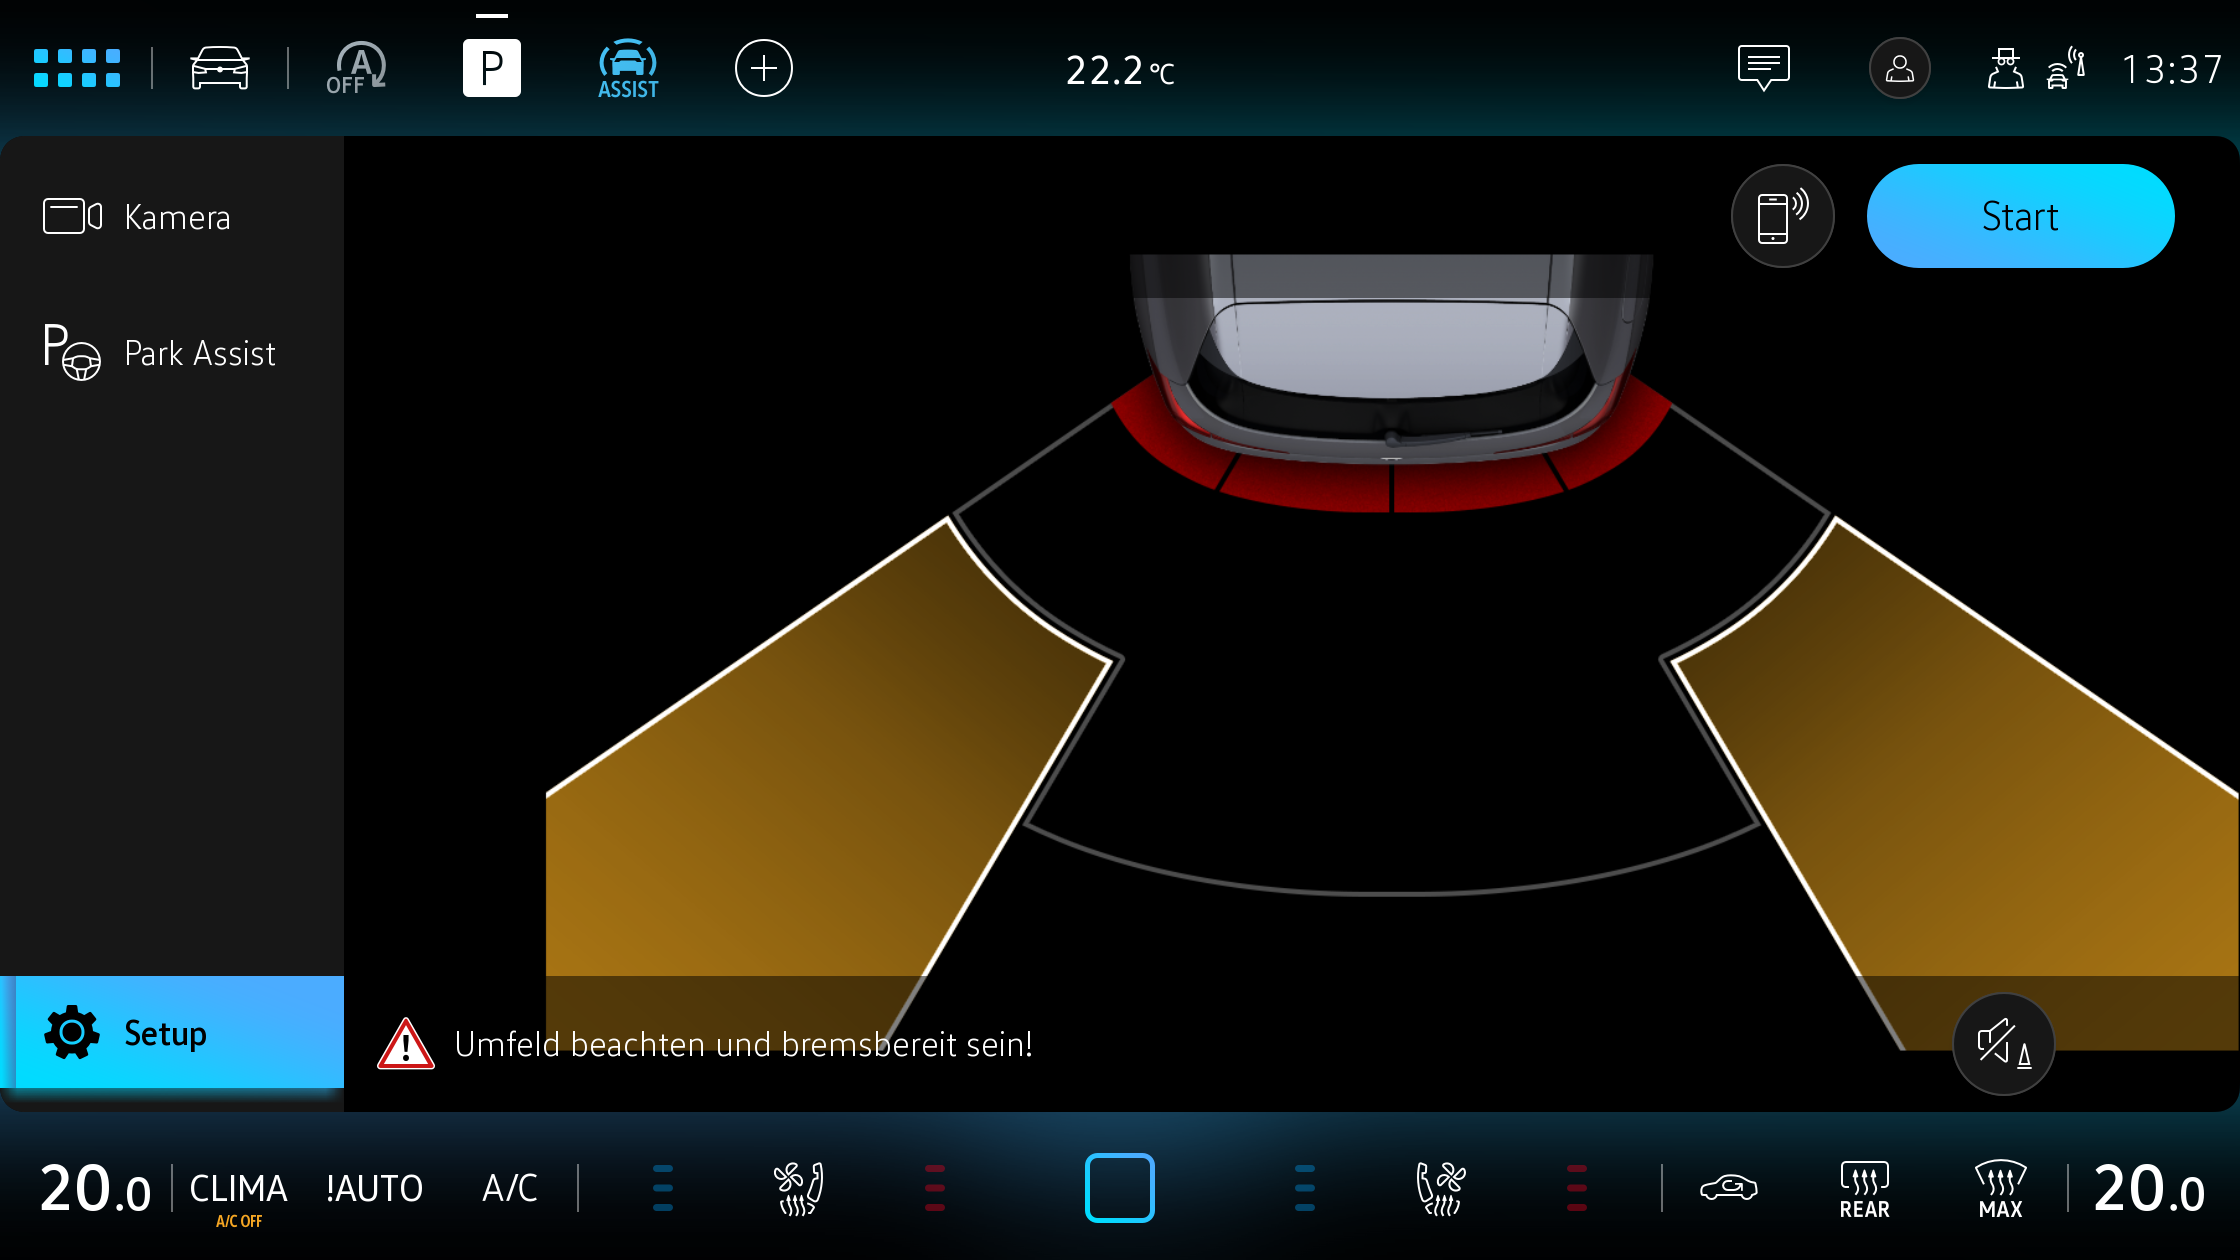 A
OFF
P
ASSIST
22.2 °C
13:37
Kamera
Start
P
Park Assist
Setup
Umfeld beachten und bremsbereit sein!
20.0
CLIMA
A/C OFF
!AUTO
A/C
REAR
MAX
20.0